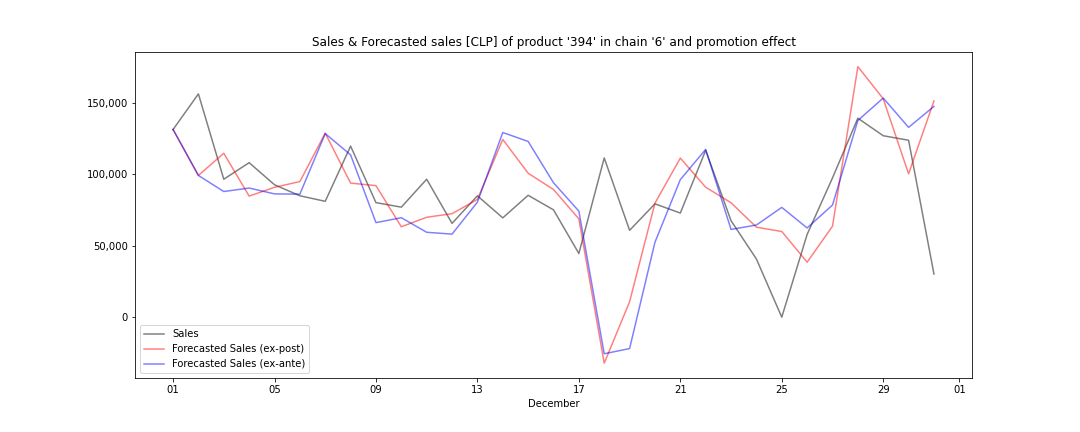 Sales & Forecasted sales [CLP] of product '394' in chain '6' and promotion effect
150,000
100,000
50,000
0
Sales
Forecasted Sales (ex-post)
Forecasted Sales (ex-ante)
01 05 09 13 17 21 25 29 01
December